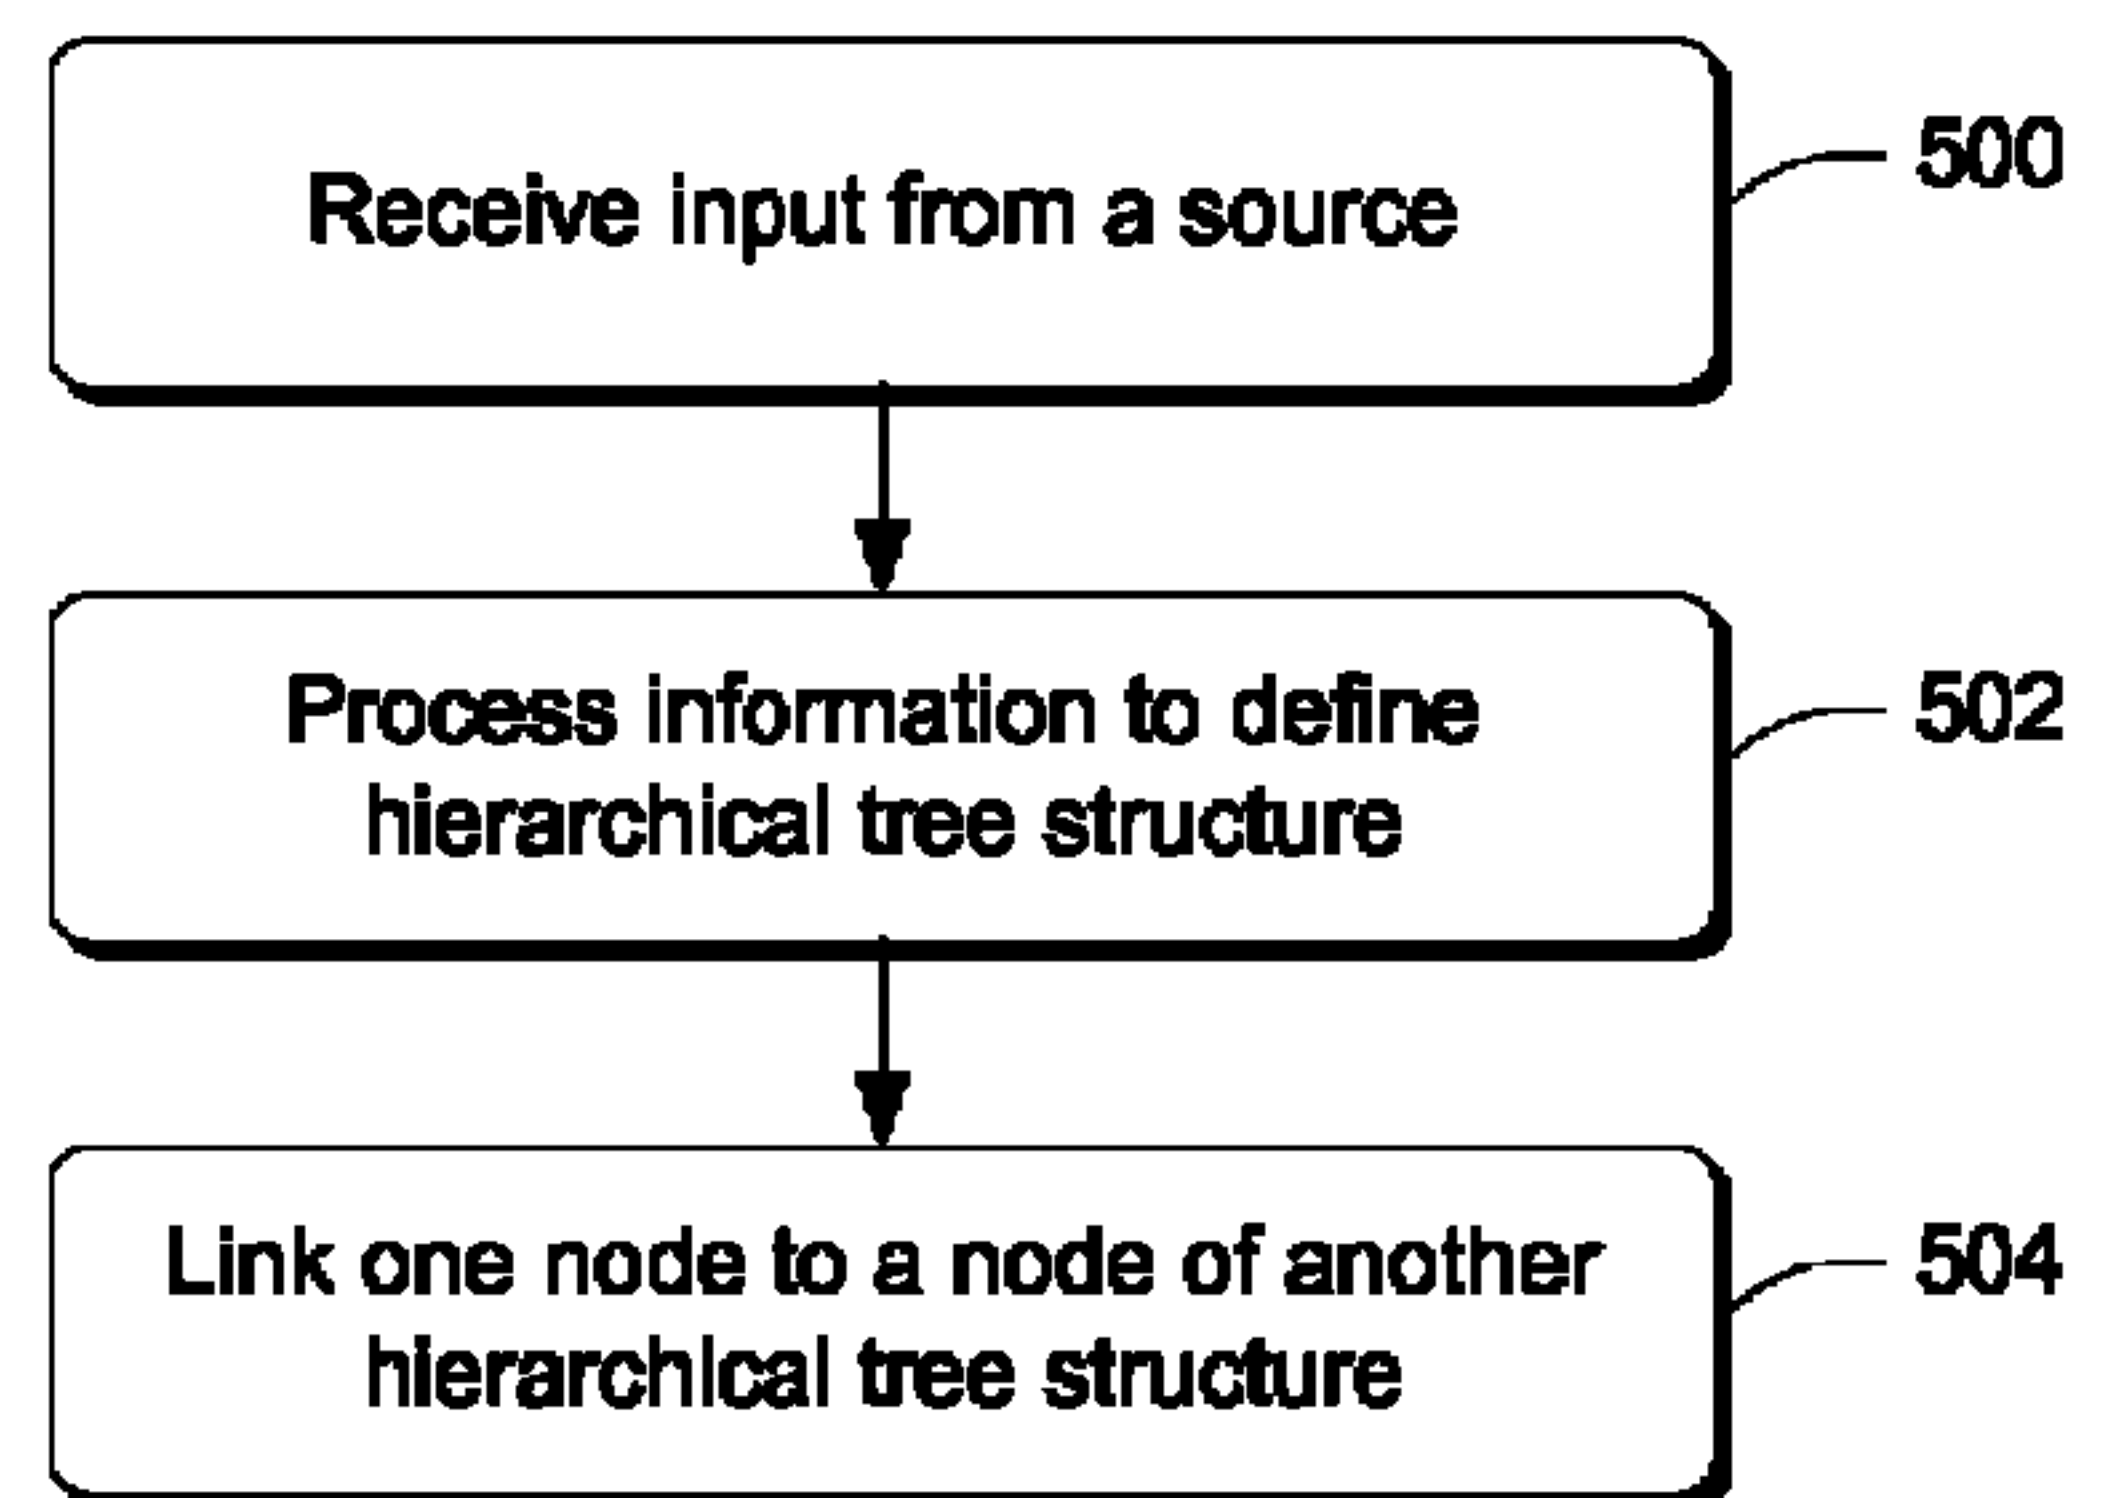 Receive input from a source
500
Process information to define
hierarchical tree structure
502
Link one node to a node of another
hierarchical tree structure
504